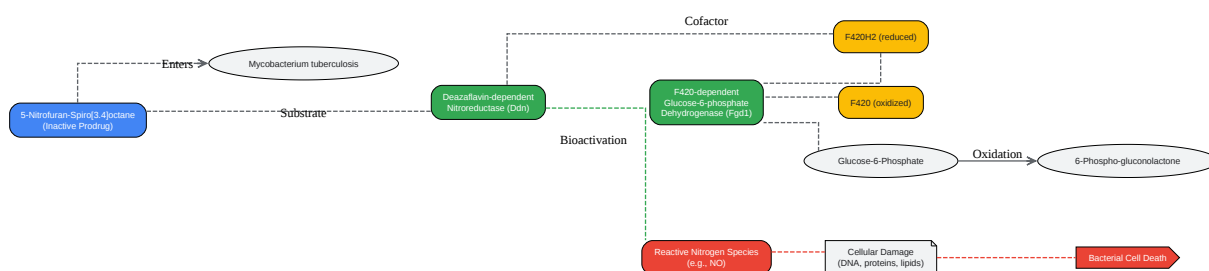 Cofactor
F420H2 (reduced)
Enters
Mycobacterium tuberculosis
5-Nitrofuran-Spiro[3.4]octane
(Inactive Prodrug)
Substrate
Deazaflavin-dependent
Nitroreductase (Ddn)
F420-dependent
Glucose-6-phosphate
Dehydrogenase (Fgd1)
F420 (oxidized)
Bioactivation
Glucose-6-Phosphate
Oxidation
6-Phospho-gluconolactone
Reactive Nitrogen Species
(e.g., NO)
Cellular Damage
(DNA, proteins, lipids)
Bacterial Cell Death